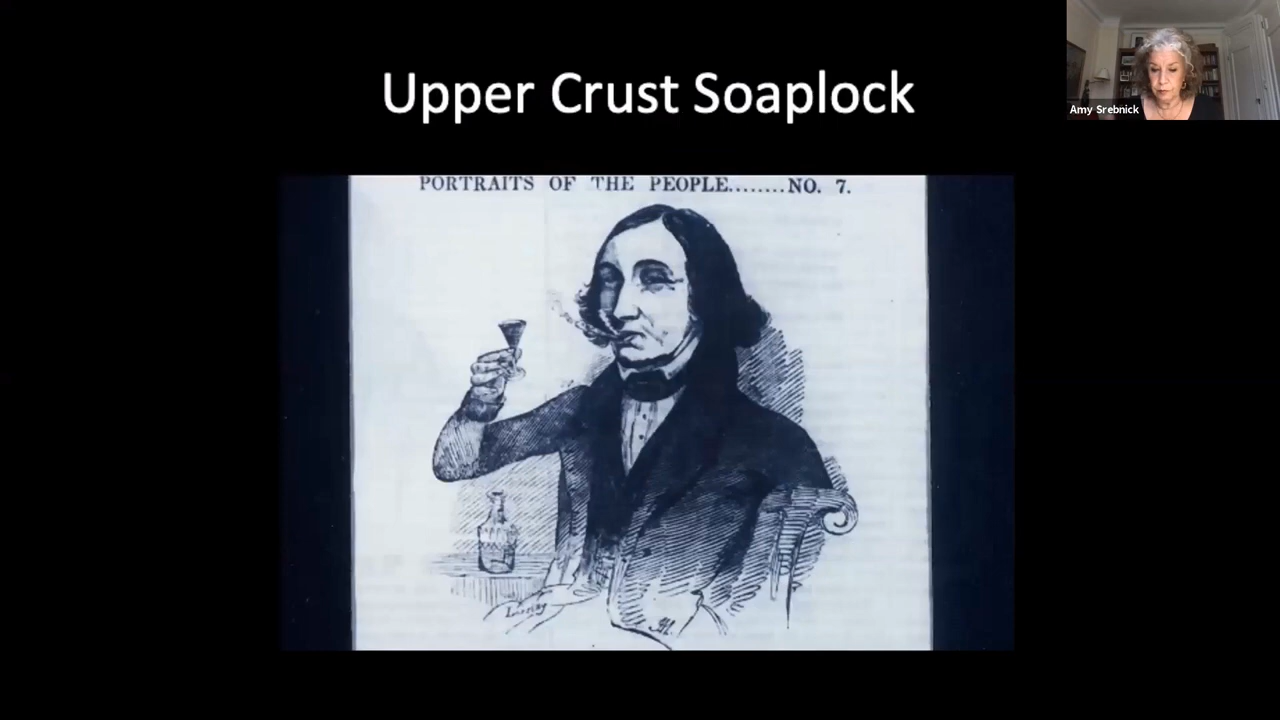 Upper Crust Soaplock
Amy Srebnick
PORTRAITS OF THE PEOPLE........NO. 7.